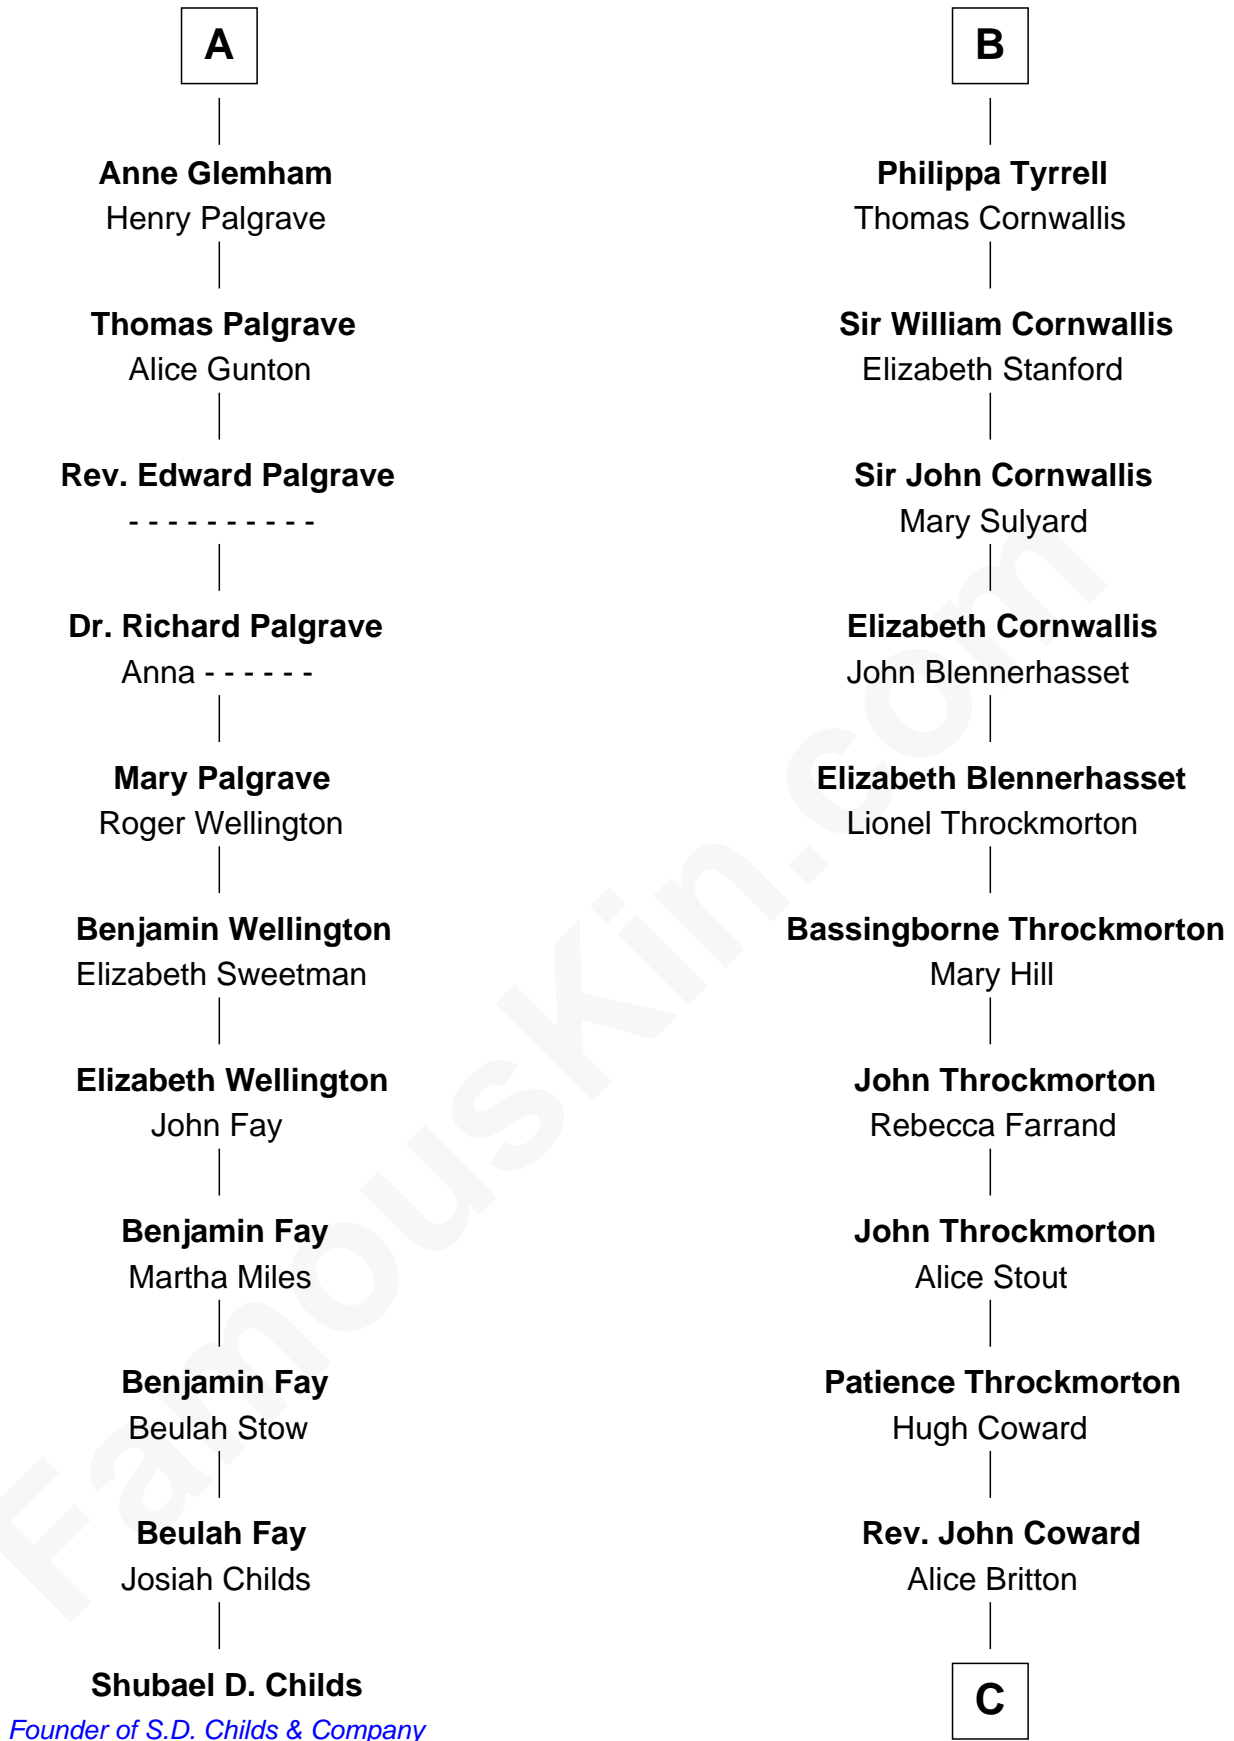 A
Anne Glemham
Henry Palgrave
Thomas Palgrave
Alice Gunton
Rev. Edward Palgrave
- - - - - - - - - -
Dr. Richard Palgrave
Anna - - - - - -
Mary Palgrave
Roger Wellington
Benjamin Wellington
Elizabeth Sweetman
Elizabeth Wellington
John Fay
Benjamin Fay
Martha Miles
Benjamin Fay
Beulah Stow
Beulah Fay
Josiah Childs
Shubael D. Childs
Founder of S.D. Childs & Company
B
Philippa Tyrrell
Thomas Cornwallis
Sir William Cornwallis
Elizabeth Stanford
Sir John Cornwallis
Mary Sulyard
Elizabeth Cornwallis
John Blennerhasset
Elizabeth Blennerhasset
Lionel Throckmorton
Bassingborne Throckmorton
Mary Hill
John Throckmorton
Rebecca Farrand
John Throckmorton
Alice Stout
Patience Throckmorton
Hugh Coward
Rev. John Coward
Alice Britton
C
FamousKin.com